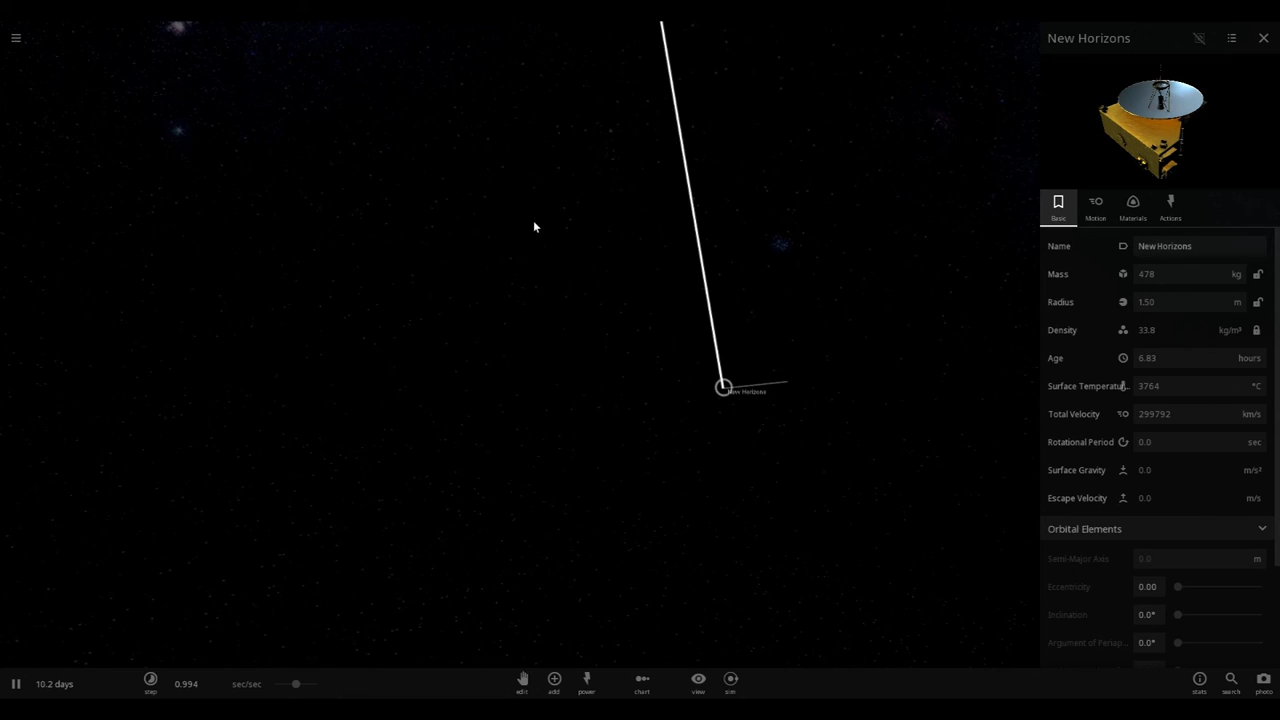 New Horizons
Basic
Motion
Materials
Actions
Name New Horizons
Mass 478 kg
Radius 1.50 m
Density 33.8 kg/m³
Age 6.83 hours
Surface Temperatur... 3764 °C
Total Velocity 299792 km/s
Rotational Period 0.0 sec
Surface Gravity 0.0 m/s²
Escape Velocity 0.0 m/s
Orbital Elements
Semi-Major Axis 0.0 m
Eccentricity 0.00
Inclination 0.0°
Argument of Periap... 0.0°
New Horizons
10.2 days
step
0.994 sec/sec
edit
add
power
chart
view
sim
stats
search
photo